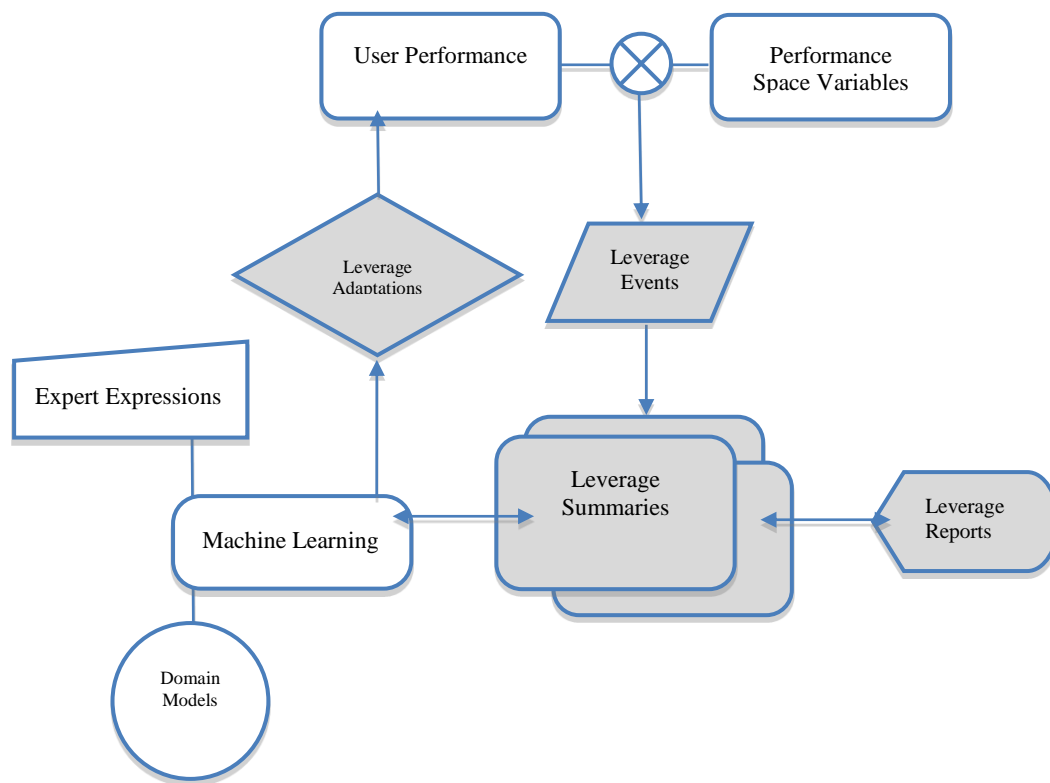 User Performance
Performance
Space Variables
Leverage
Adaptations
Leverage
Events
Expert Expressions
Leverage
Summaries
Leverage
Reports
Machine Learning
Domain
Models